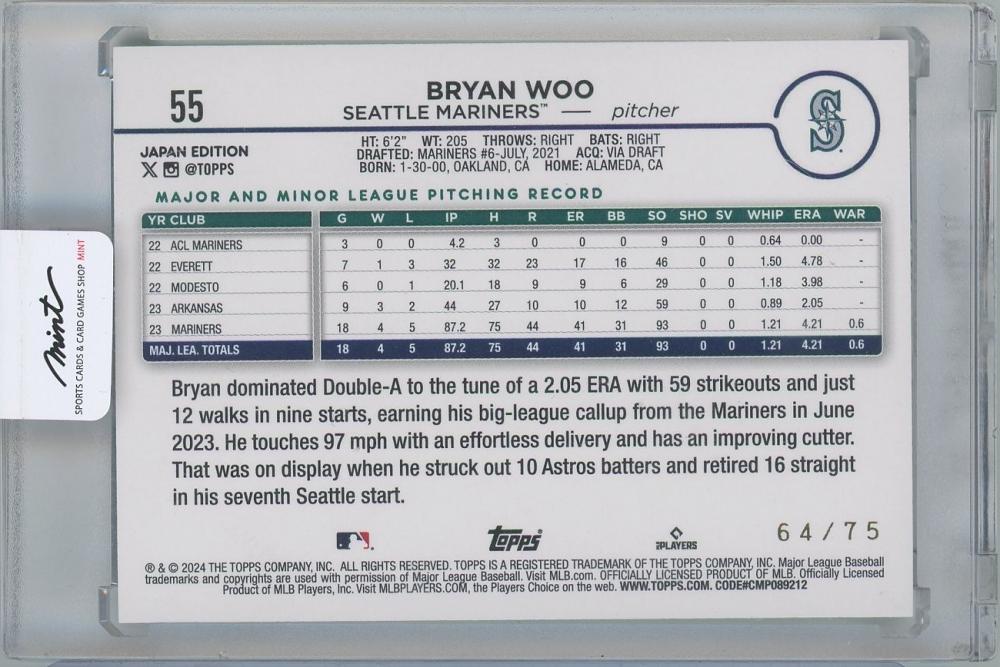 55
BRYAN WOO
SEATTLE MARINERS™ — pitcher
S
JAPAN EDITION
@TOPPS
HT: 6'2" WT: 205 THROWS: RIGHT BATS: RIGHT
DRAFTED: MARINERS #6-JULY, 2021 ACQ: VIA DRAFT
BORN: 1-30-00, OAKLAND, CA HOME: ALAMEDA, CA
MAJOR AND MINOR LEAGUE PITCHING RECORD
YR CLUB G W L IP H R ER BB SO SHO SV WHIP ERA WAR
22 ACL MARINERS 3 0 0 4.2 3 0 0 0 9 0 0 0.64 0.00 -
22 EVERETT 7 1 3 32 32 23 17 16 46 0 0 1.50 4.78 -
22 MODESTO 6 0 1 20.1 18 9 9 6 29 0 0 1.18 3.98 -
23 ARKANSAS 9 3 2 44 27 10 10 12 59 0 0 0.89 2.05 -
23 MARINERS 18 4 5 87.2 75 44 41 31 93 0 0 1.21 4.21 0.6
MAJ. LEA. TOTALS 18 4 5 87.2 75 44 41 31 93 0 0 1.21 4.21 0.6
mint
SPORTS CARDS & CARD GAMES SHOP MINT
Bryan dominated Double-A to the tune of a 2.05 ERA with 59 strikeouts and just
12 walks in nine starts, earning his big-league callup from the Mariners in June
2023. He touches 97 mph with an effortless delivery and has an improving cutter.
That was on display when he struck out 10 Astros batters and retired 16 straight
in his seventh Seattle start.
Topps
PLAYERS
64/75
® & © 2024 THE TOPPS COMPANY, INC. ALL RIGHTS RESERVED. TOPPS IS A REGISTERED TRADEMARK OF THE TOPPS COMPANY, INC. Major League Baseball
trademarks and copyrights are used with permission of Major League Baseball. Visit MLB.com. OFFICIALLY LICENSED PRODUCT OF MLB. Officially Licensed
Product of MLB Players, Inc. Visit MLBPLAYERS.COM, the Players Choice on the web. WWW.TOPPS.COM. CODE#CMP089212